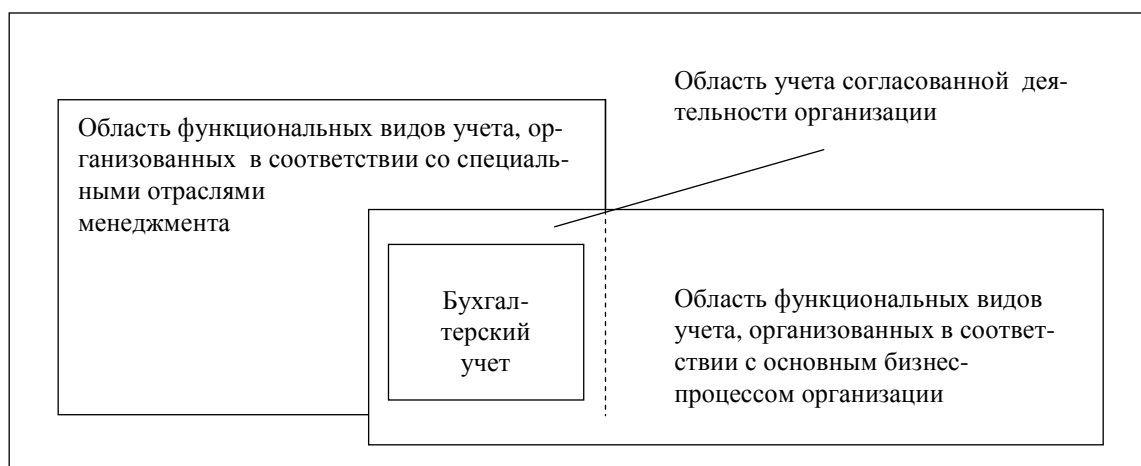 Область учета согласованной дея-
тельности организации
Область функциональных видов учета, ор-
ганизованных в соответствии со специаль-
ными отраслями
менеджмента
Бухгал-
терский
учет
Область функциональных видов
учета, организованных в соответ-
ствии с основным бизнес-
процессом организации